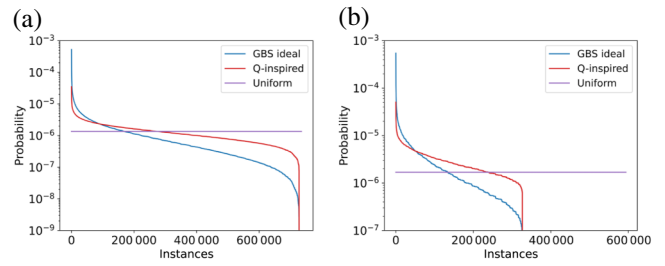 (a)
10⁻³
10⁻⁴
10⁻⁵
10⁻⁶
10⁻⁷
10⁻⁸
10⁻⁹
Probability
GBS ideal
Q-inspired
Uniform
0 200 000 400 000 600 000
Instances
(b)
10⁻³
10⁻⁴
10⁻⁵
10⁻⁶
10⁻⁷
Probability
GBS ideal
Q-inspired
Uniform
0 200 000 400 000 600 000
Instances